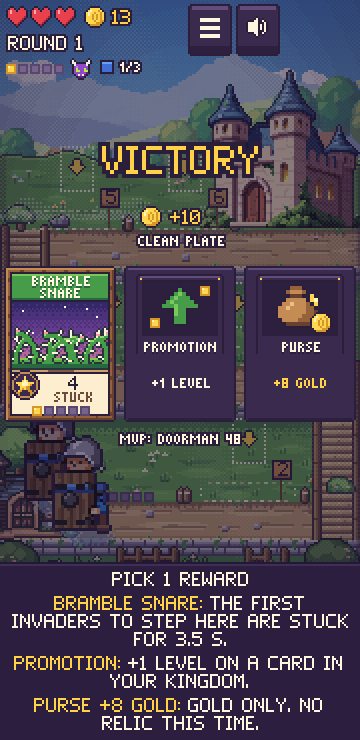 13
ROUND 1
1/3
VICTORY
5
6
+10
CLEAN PLATE
BRAMBLE
SNARE
4
STUCK
PROMOTION
+1 LEVEL
PURSE
+8 GOLD
MVP: DOORMAN 48
2
PICK 1 REWARD
BRAMBLE SNARE: THE FIRST
INVADERS TO STEP HERE ARE STUCK
FOR 3.5 S.
PROMOTION: +1 LEVEL ON A CARD IN
YOUR KINGDOM.
PURSE +8 GOLD: GOLD ONLY. NO
RELIC THIS TIME.